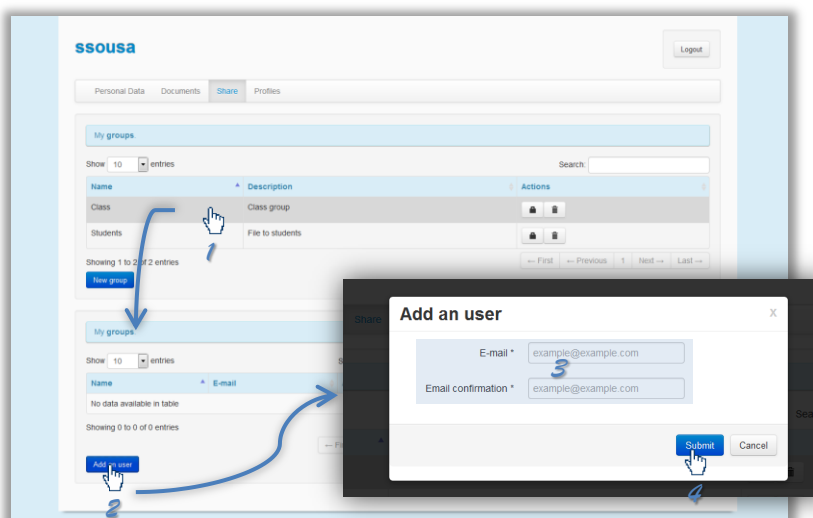 ssousa
Logout
Personal Data Documents Share Profiles
My groups.
Show 10 entries
Search:
Name Description Actions
Class Class group
1
Students File to students
Showing 1 to 2 of 2 entries
← First ← Previous 1 Next → Last →
New group
My groups.
Show 10 entries
Name E-mail
No data available in table
Showing 0 to 0 of 0 entries
Add an user
2
Share
Add an user
x
E-mail * example@example.com
3
Email confirmation * example@example.com
Submit Cancel
4